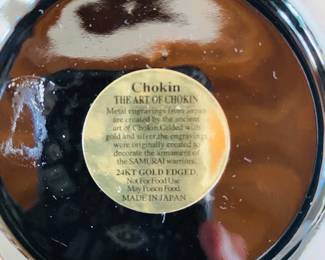 Chokin
THE ART OF CHOKIN
Metal engravings from Japan
are created by the ancient
art of Chokin. Gilded with
gold and silver the engravings
were originally created to
decorate the armament of
the SAMURAI warriors.
24KT GOLD EDGED
Not For Food Use
May Poison Food.
MADE IN JAPAN